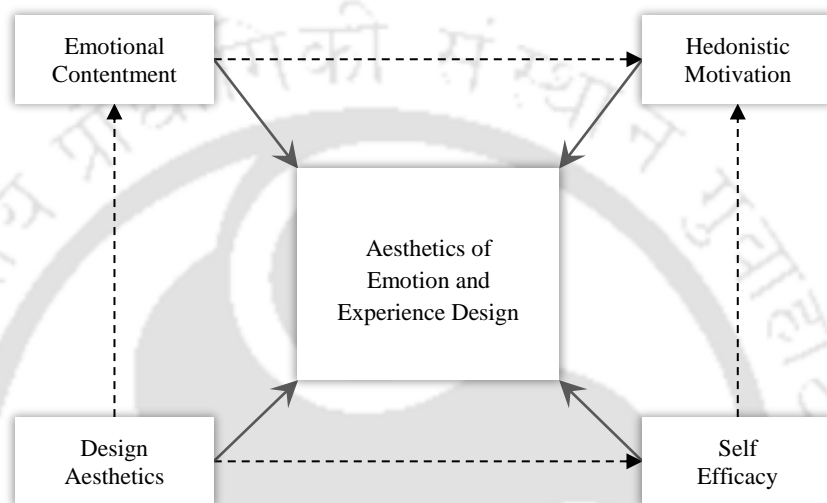 Emotional
Contentment
Hedonistic
Motivation
Aesthetics of
Emotion and
Experience Design
Design
Aesthetics
Self
Efficacy